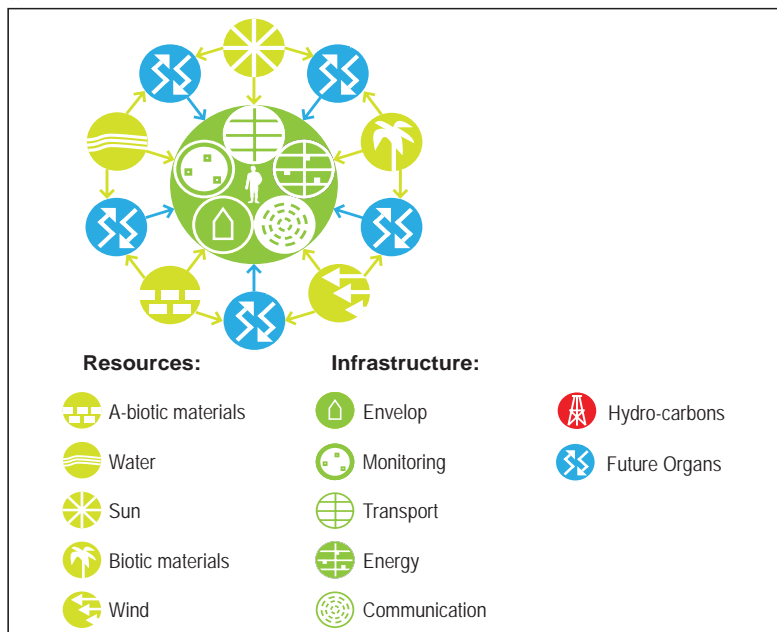 Resources:
A-biotic materials
Water
Sun
Biotic materials
Wind
Infrastructure:
Envelop
Monitoring
Transport
Energy
Communication
Hydro-carbons
Future Organs